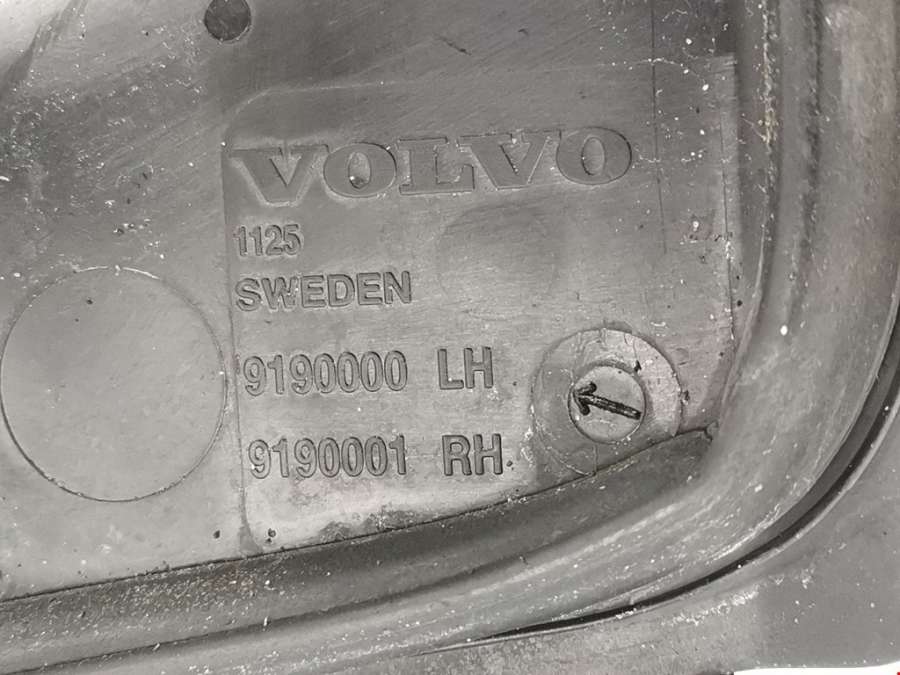 VOLVO
1125
SWEDEN
9190000 LH
9190001 RH